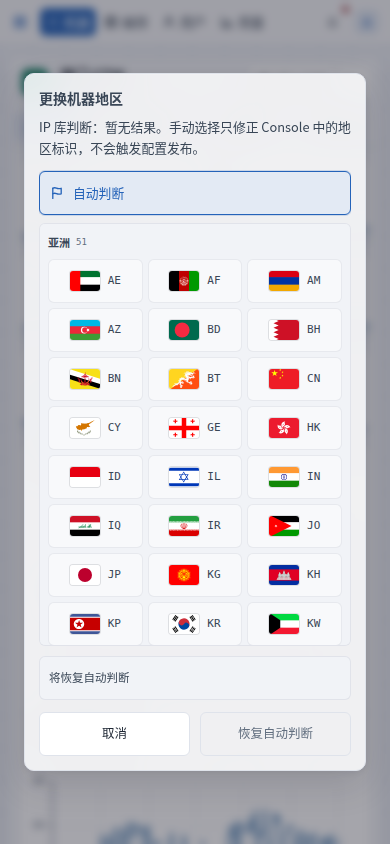 更换机器地区
IP 库判断：暂无结果。手动选择只修正 Console 中的地
区标识，不会触发配置发布。
自动判断
亚洲 51
AE AF AM
AZ BD BH
BN BT CN
CY GE HK
ID IL IN
IQ IR JO
JP KG KH
KP KR KW
将恢复自动判断
取消 恢复自动判断